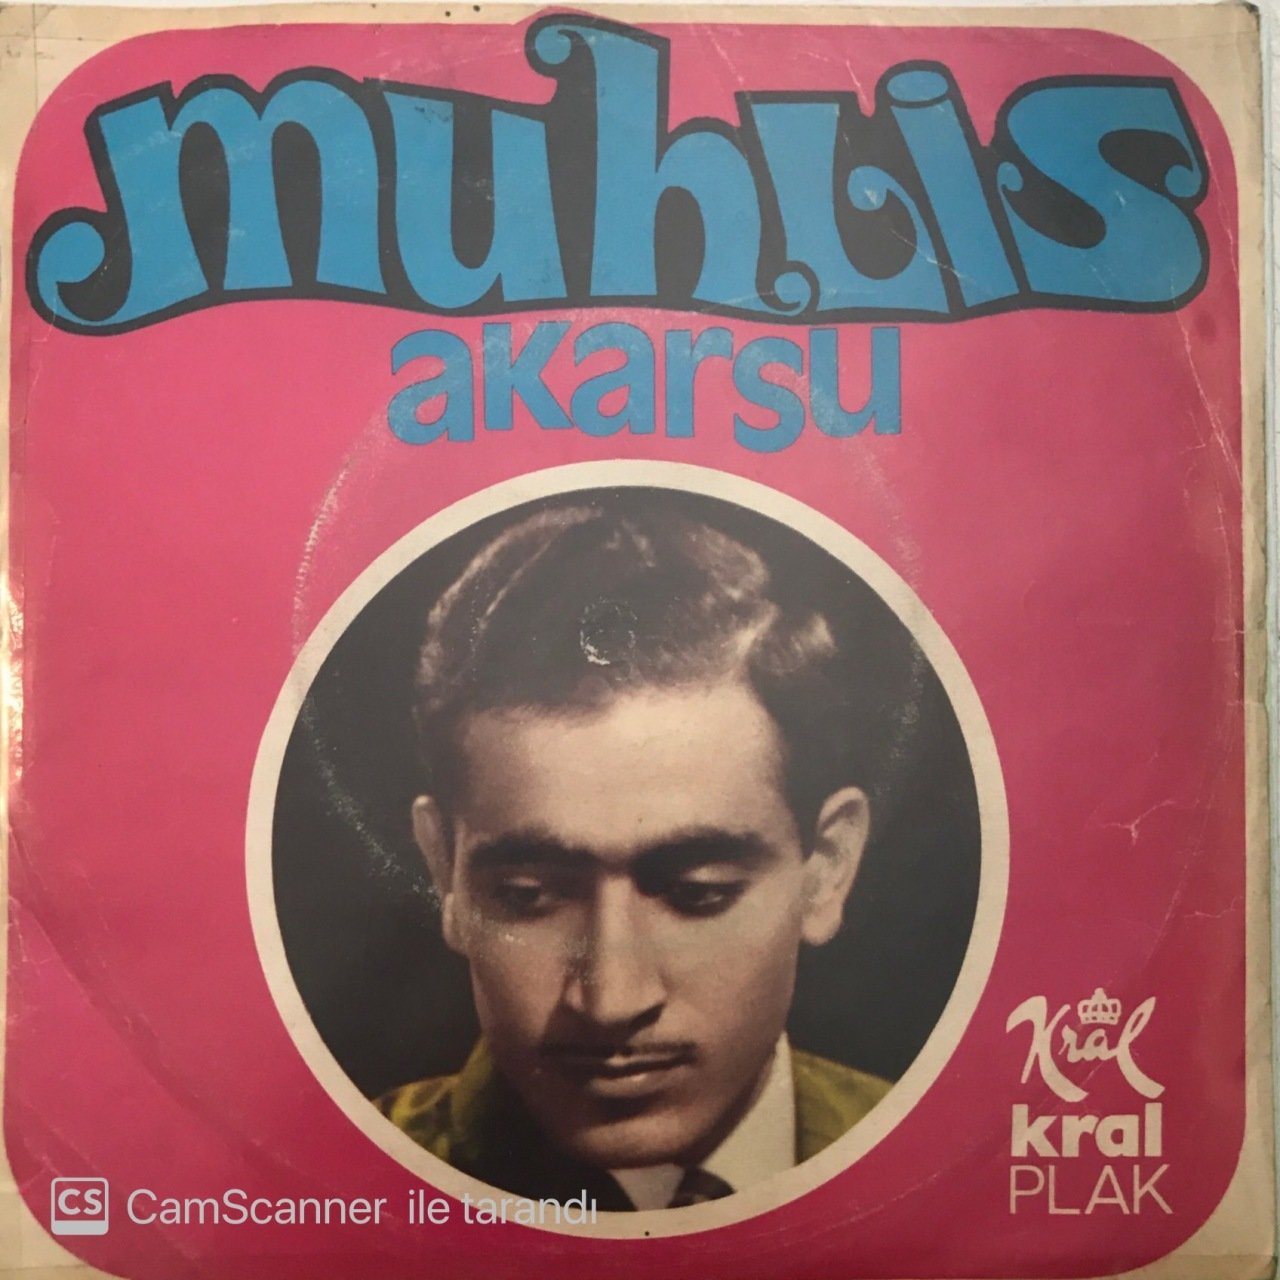 muhLis
akarsu
Kral
kral
PLAK
CS CamScanner ile tarandı